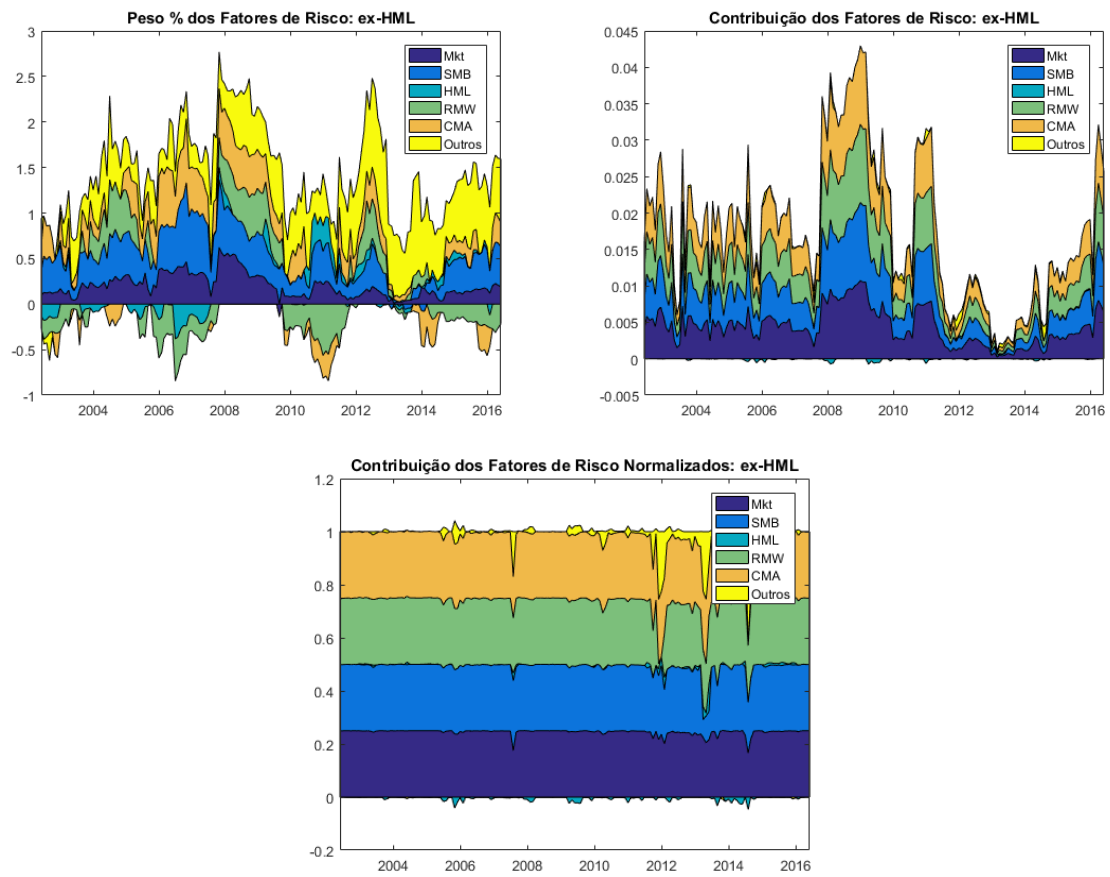 Peso % dos Fatores de Risco: ex-HML
3
2.5
2
1.5
1
0.5
0
-0.5
-1
2004 2006 2008 2010 2012 2014 2016
Mkt
SMB
HML
RMW
CMA
Outros
Contribuição dos Fatores de Risco: ex-HML
0.045
0.04
0.035
0.03
0.025
0.02
0.015
0.01
0.005
0
-0.005
2004 2006 2008 2010 2012 2014 2016
Mkt
SMB
HML
RMW
CMA
Outros
Contribuição dos Fatores de Risco Normalizados: ex-HML
1.2
1
0.8
0.6
0.4
0.2
0
-0.2
2004 2006 2008 2010 2012 2014 2016
Mkt
SMB
HML
RMW
CMA
Outros